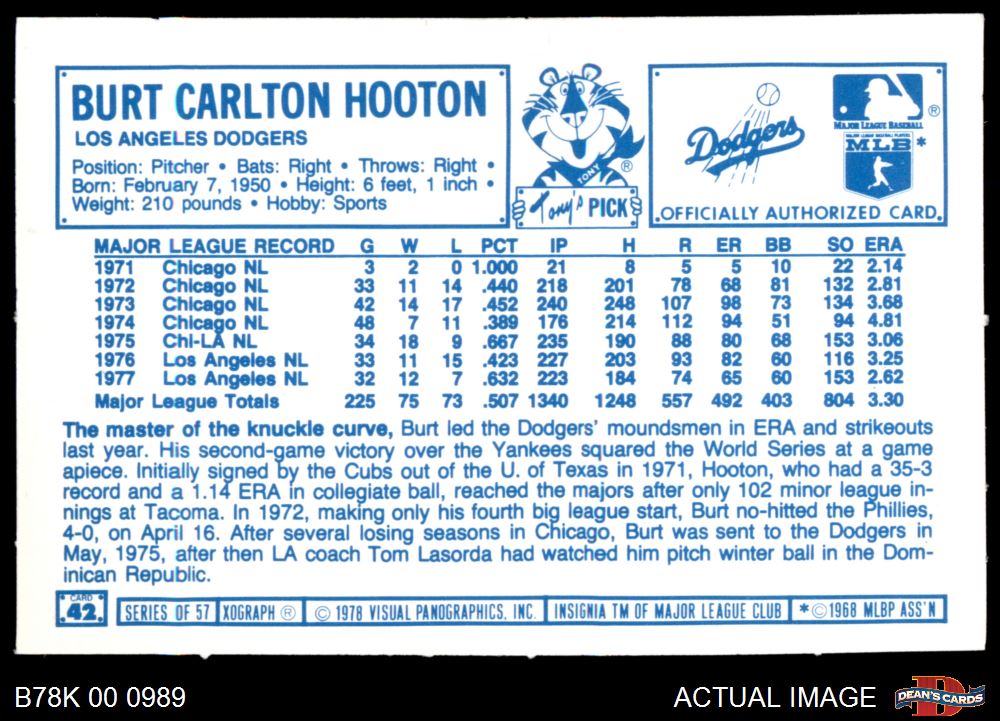 BURT CARLTON HOOTON
LOS ANGELES DODGERS
Position: Pitcher • Bats: Right • Throws: Right •
Born: February 7, 1950 • Height: 6 feet, 1 inch •
Weight: 210 pounds • Hobby: Sports
TONY
®
Tony's PICK
Dodgers
MAJOR LEAGUE BASEBALL ®
MAJOR LEAGUE BASEBALL PLAYERS
MLB *
OFFICIALLY AUTHORIZED CARD
MAJOR LEAGUE RECORD G W L PCT IP H R ER BB SO ERA
1971 Chicago NL 3 2 0 1.000 21 8 5 5 10 22 2.14
1972 Chicago NL 33 11 14 .440 218 201 78 68 81 132 2.81
1973 Chicago NL 42 14 17 .452 240 248 107 98 73 134 3.68
1974 Chicago NL 48 7 11 .389 176 214 112 94 51 94 4.81
1975 Chi-LA NL 34 18 9 .667 235 190 88 80 68 153 3.06
1976 Los Angeles NL 33 11 15 .423 227 203 93 82 60 116 3.25
1977 Los Angeles NL 32 12 7 .632 223 184 74 65 60 153 2.62
Major League Totals 225 75 73 .507 1340 1248 557 492 403 804 3.30
The master of the knuckle curve, Burt led the Dodgers' moundsmen in ERA and strikeouts
last year. His second-game victory over the Yankees squared the World Series at a game
apiece. Initially signed by the Cubs out of the U. of Texas in 1971, Hooton, who had a 35-3
record and a 1.14 ERA in collegiate ball, reached the majors after only 102 minor league in-
nings at Tacoma. In 1972, making only his fourth big league start, Burt no-hitted the Phillies,
4-0, on April 16. After several losing seasons in Chicago, Burt was sent to the Dodgers in
May, 1975, after then LA coach Tom Lasorda had watched him pitch winter ball in the Dom-
inican Republic.
CARD
42
SERIES OF 57 XOGRAPH ® © 1978 VISUAL PANOGRAPHICS, INC. INSIGNIA TM OF MAJOR LEAGUE CLUB *©1968 MLBP ASS'N
B78K 00 0989
ACTUAL IMAGE
DEAN'S CARDS